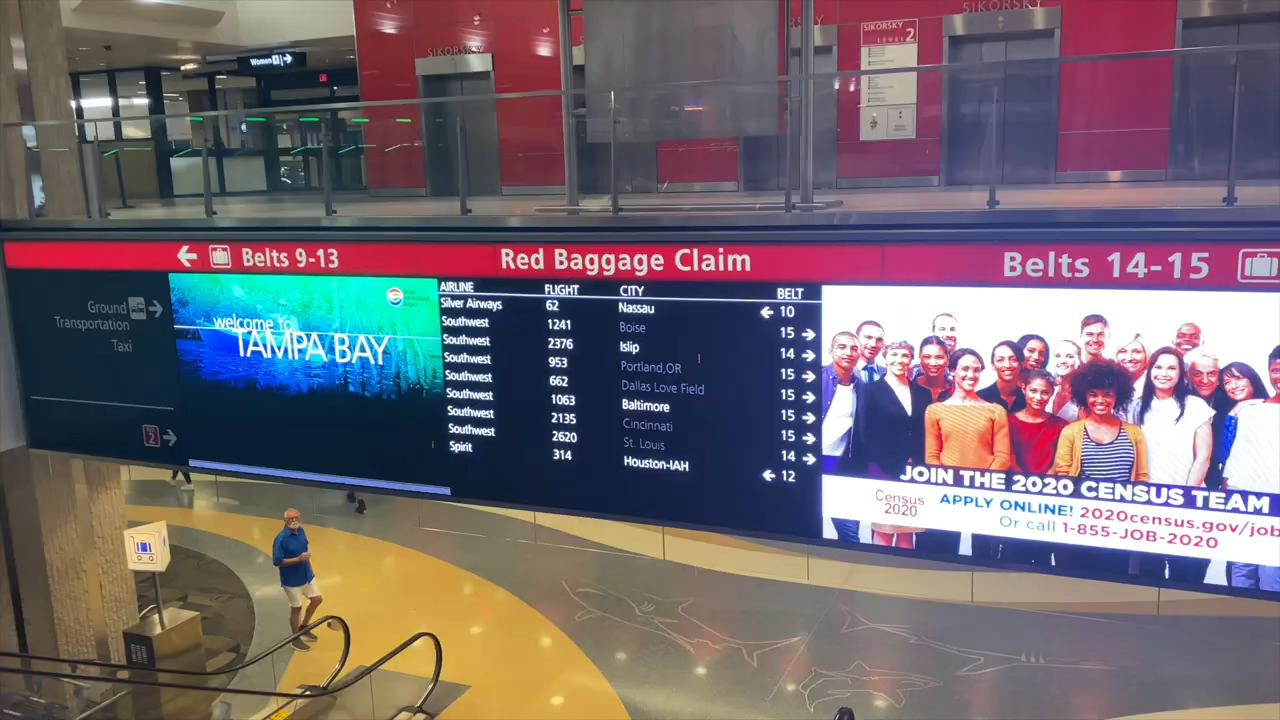 SIKORSKY
SIKORSKY
SIKORSKY
LEVEL 2
Women
Belts 9-13
Red Baggage Claim
Belts 14-15
Ground
Transportation
Taxi
2
welcome to
TAMPA BAY
AIRLINE FLIGHT CITY BELT
Silver Airways 62 Nassau 10
Southwest 1241 Boise 15
Southwest 2376 Islip 14
Southwest 953 Portland,OR 15
Southwest 662 Dallas Love Field 15
Southwest 1063 Baltimore 15
Southwest 2135 Cincinnati 15
Southwest 2620 St. Louis 14
Spirit 314 Houston-IAH 12
JOIN THE 2020 CENSUS TEAM
Census
2020
APPLY ONLINE! 2020census.gov/job
Or call 1-855-JOB-2020